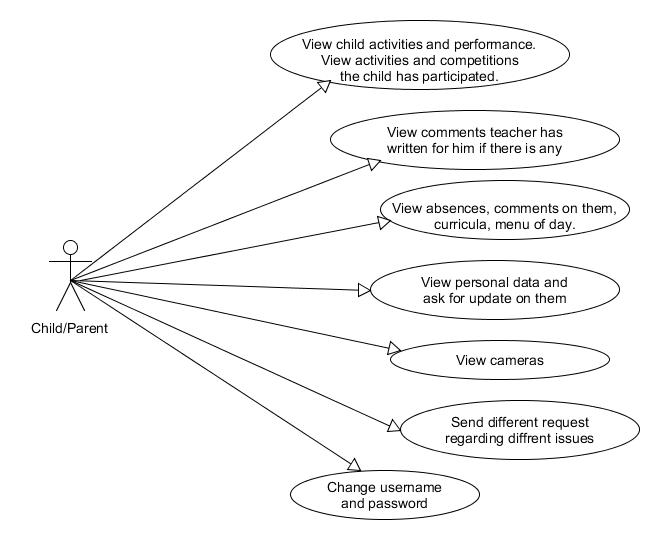 View child activities and performance.
View activities and competitions
the child has participated.
View comments teacher has
written for him if there is any
View absences, comments on them,
curricula, menu of day.
View personal data and
ask for update on them
Child/Parent
View cameras
Send different request
regarding diffrent issues
Change username
and password